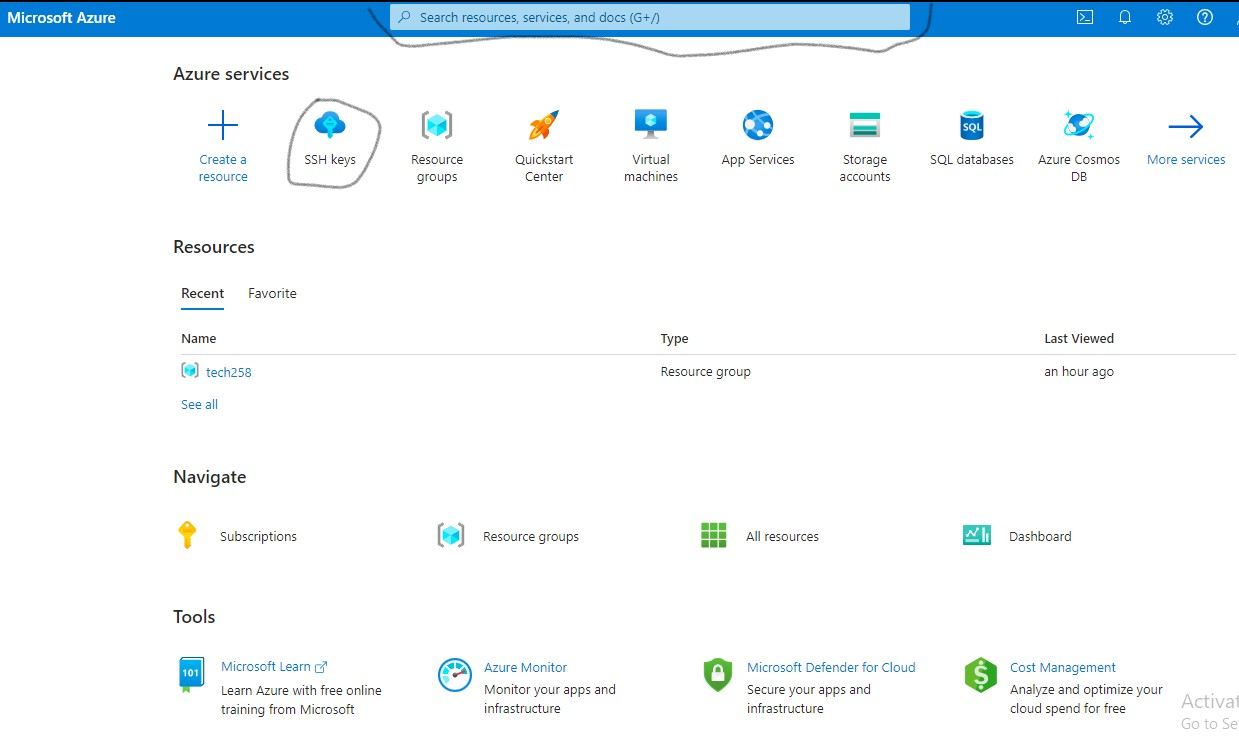 Microsoft Azure
Search resources, services, and docs (G+/)
Azure services
Create a resource
SSH keys
Resource groups
Quickstart Center
Virtual machines
App Services
Storage accounts
SQL
SQL databases
Azure Cosmos DB
More services
Resources
Recent Favorite
Name Type Last Viewed
tech258 Resource group an hour ago
See all
Navigate
Subscriptions Resource groups All resources Dashboard
Tools
101
Microsoft Learn
Learn Azure with free online
training from Microsoft
Azure Monitor
Monitor your apps and
infrastructure
Microsoft Defender for Cloud
Secure your apps and
infrastructure
Cost Management
Analyze and optimize your
cloud spend for free
Activat
Go to Se